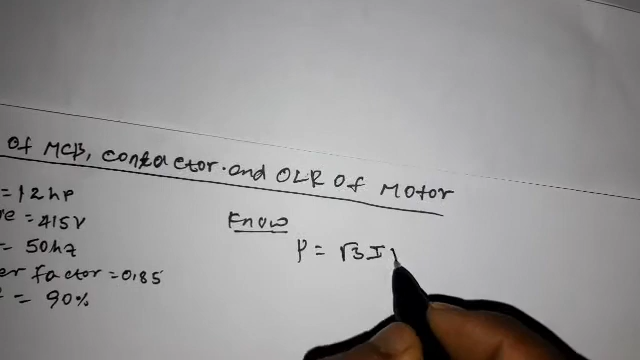 Of MCB, contactor. and OLR Of Motor
= 12 hp
= 415V
= 50hz
er factor = 0.85
= 90%
Know
P = √3 I